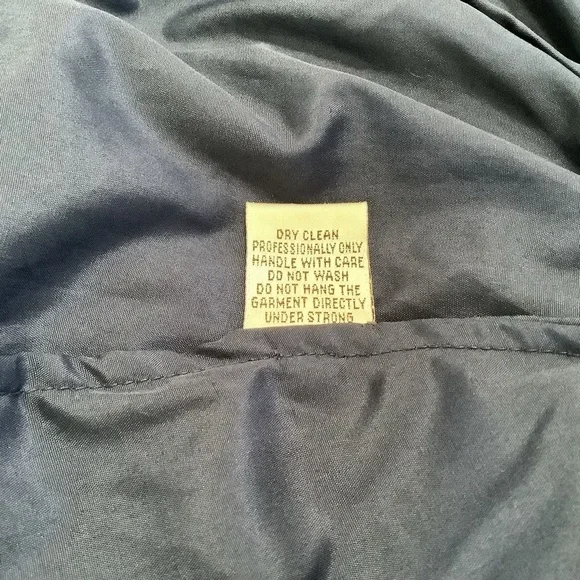 DRY CLEAN
PROFESSIONALLY ONLY
HANDLE WITH CARE
DO NOT WASH
DO NOT HANG THE
GARMENT DIRECTLY
UNDER STRONG